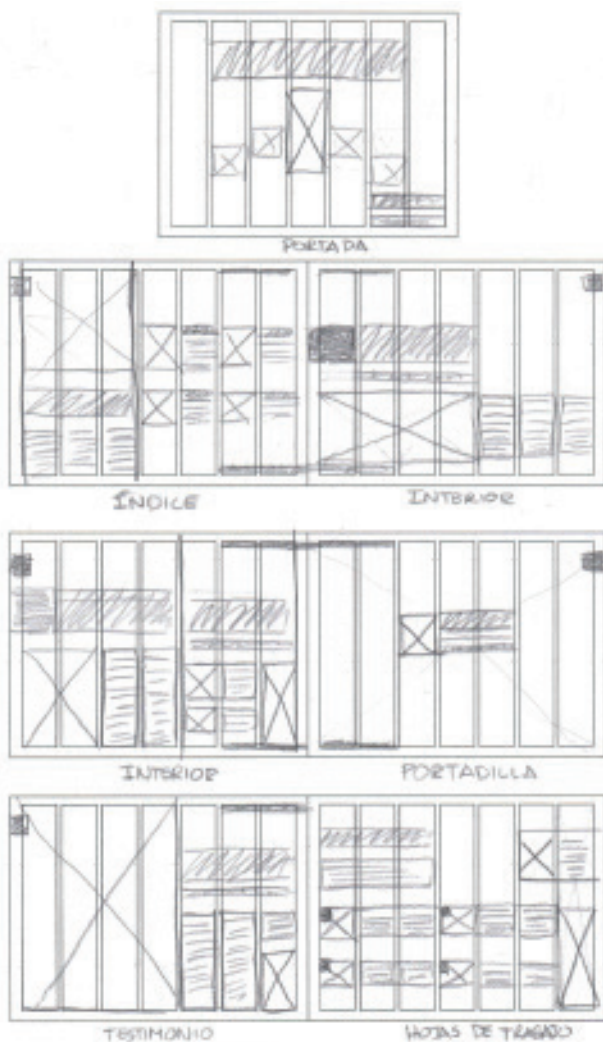 PORTADA
ÍNDICE
INTERIOR
INTERIOR
PORTADILLA
TESTIMONIO
HOJAS DE TRAZADO